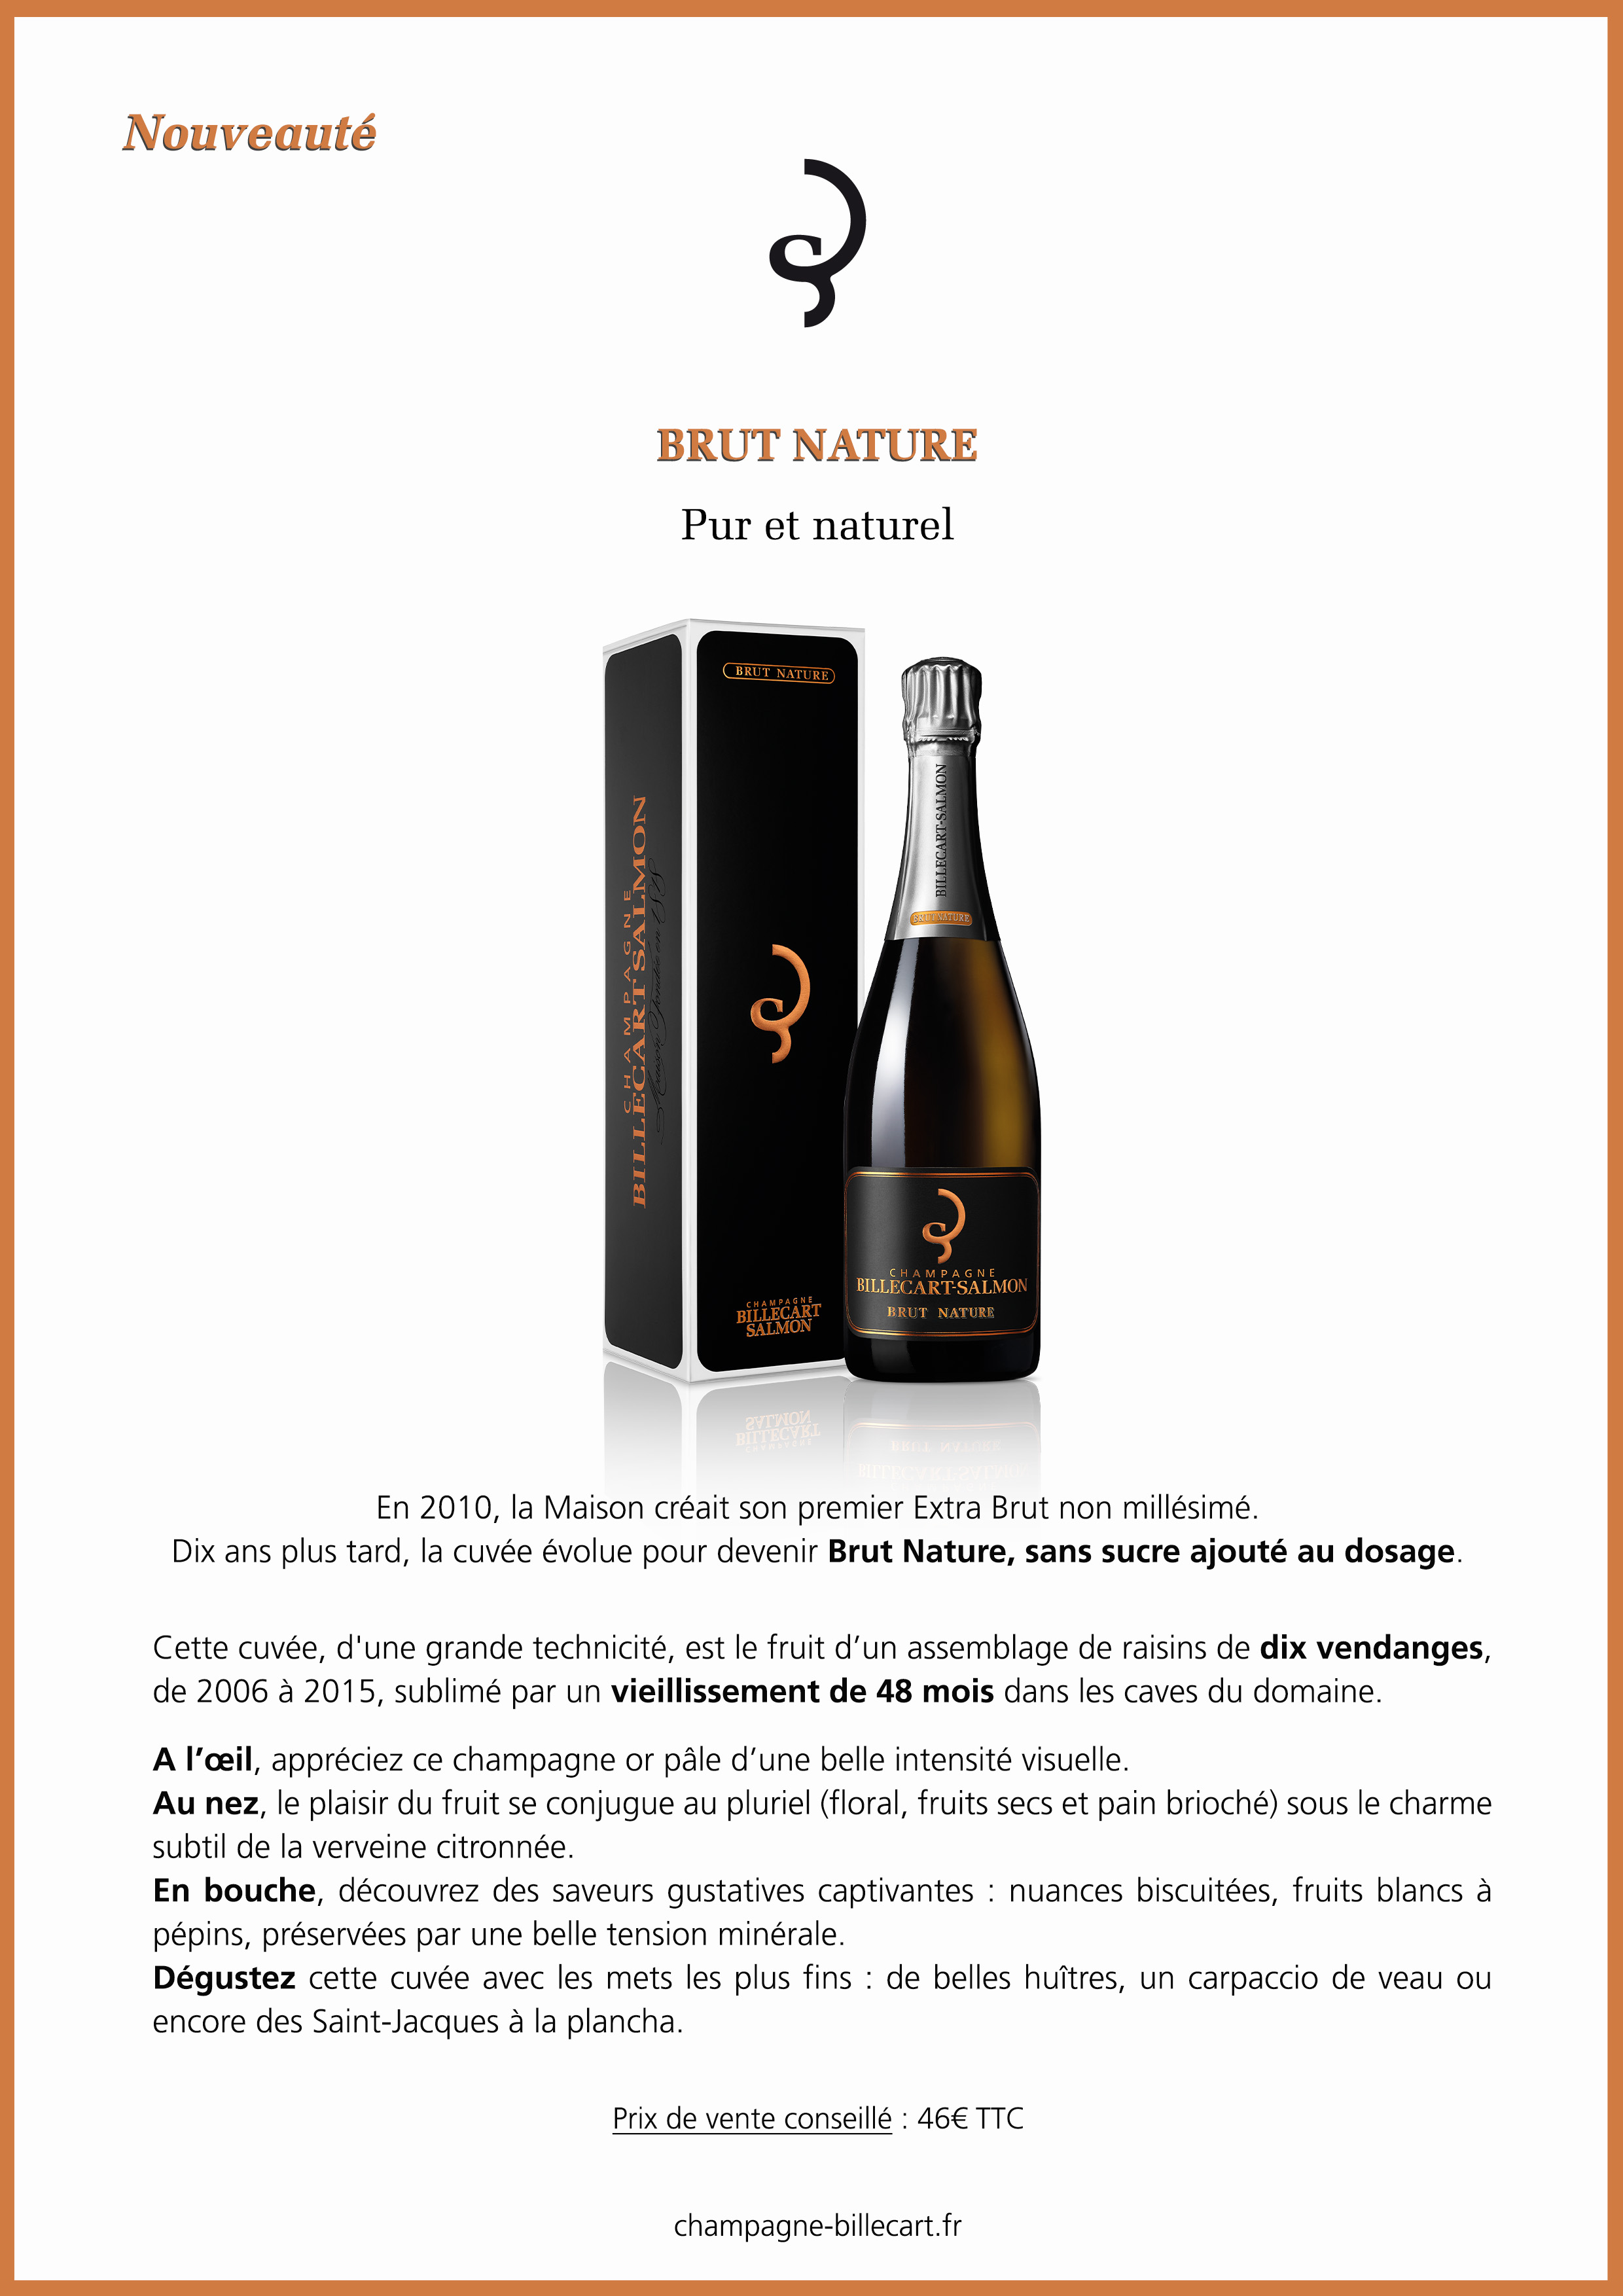 Nouveauté
BRUT NATURE
Pur et naturel
BRUT NATURE
CHAMPAGNE
BILLECART-SALMON
Maison Fondée en 1818
CHAMPAGNE
BILLECART
SALMON
BILLECART-SALMON
BRUT NATURE
CHAMPAGNE
BILLECART-SALMON
BRUT NATURE
En 2010, la Maison créait son premier Extra Brut non millésimé.
Dix ans plus tard, la cuvée évolue pour devenir Brut Nature, sans sucre ajouté au dosage.
Cette cuvée, d'une grande technicité, est le fruit d’un assemblage de raisins de dix vendanges,
de 2006 à 2015, sublimé par un vieillissement de 48 mois dans les caves du domaine.
A l’œil, appréciez ce champagne or pâle d’une belle intensité visuelle.
Au nez, le plaisir du fruit se conjugue au pluriel (floral, fruits secs et pain brioché) sous le charme
subtil de la verveine citronnée.
En bouche, découvrez des saveurs gustatives captivantes : nuances biscuitées, fruits blancs à
pépins, préservées par une belle tension minérale.
Dégustez cette cuvée avec les mets les plus fins : de belles huîtres, un carpaccio de veau ou
encore des Saint-Jacques à la plancha.
Prix de vente conseillé : 46€ TTC
champagne-billecart.fr